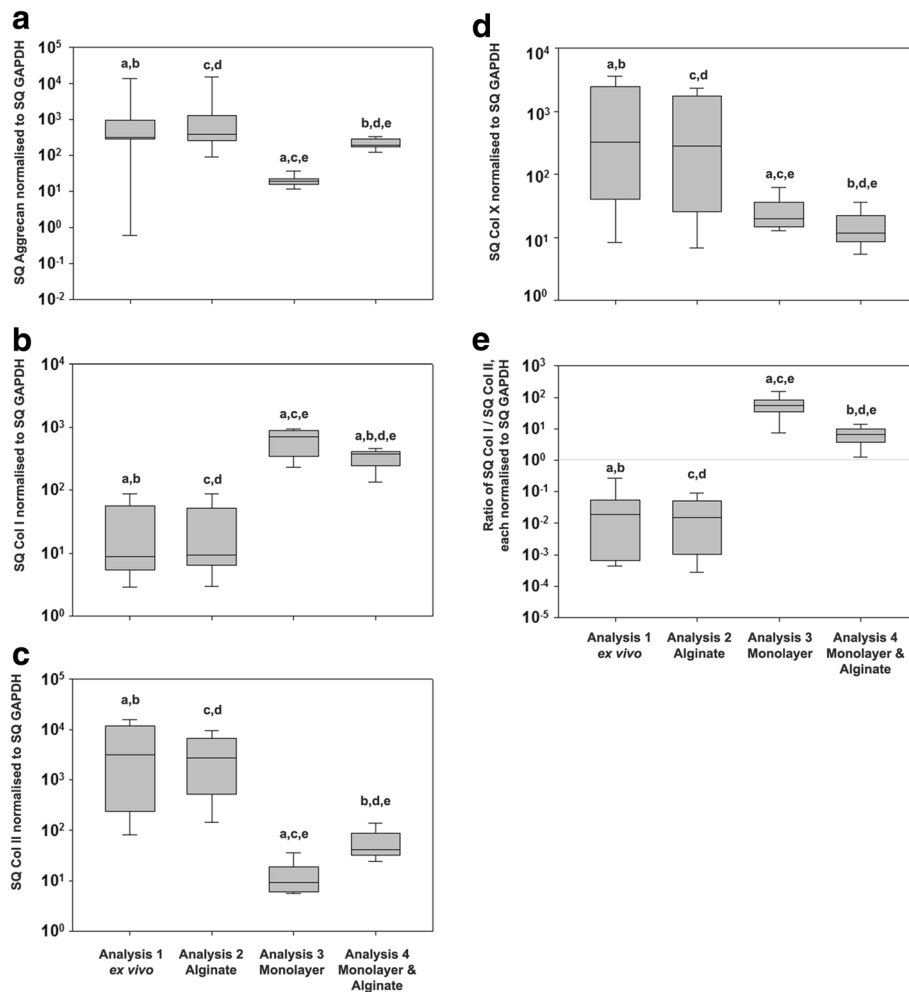 a
SQ Aggrecan normalised to SQ GAPDH
10^5
10^4
10^3
10^2
10^1
10^0
10^-1
10^-2
a,b
c,d
a,c,e
b,d,e
b
SQ Col I normalised to SQ GAPDH
10^4
10^3
10^2
10^1
10^0
a,b
c,d
a,c,e
a,b,d,e
c
SQ Col II normalised to SQ GAPDH
10^5
10^4
10^3
10^2
10^1
10^0
a,b
c,d
a,c,e
b,d,e
Analysis 1
ex vivo
Analysis 2
Alginate
Analysis 3
Monolayer
Analysis 4
Monolayer &
Alginate
d
SQ Col X normalised to SQ GAPDH
10^4
10^3
10^2
10^1
10^0
a,b
c,d
a,c,e
b,d,e
e
Ratio of SQ Col I / SQ Col II,
each normalised to SQ GAPDH
10^3
10^2
10^1
10^0
10^-1
10^-2
10^-3
10^-4
10^-5
a,b
c,d
a,c,e
b,d,e
Analysis 1
ex vivo
Analysis 2
Alginate
Analysis 3
Monolayer
Analysis 4
Monolayer &
Alginate